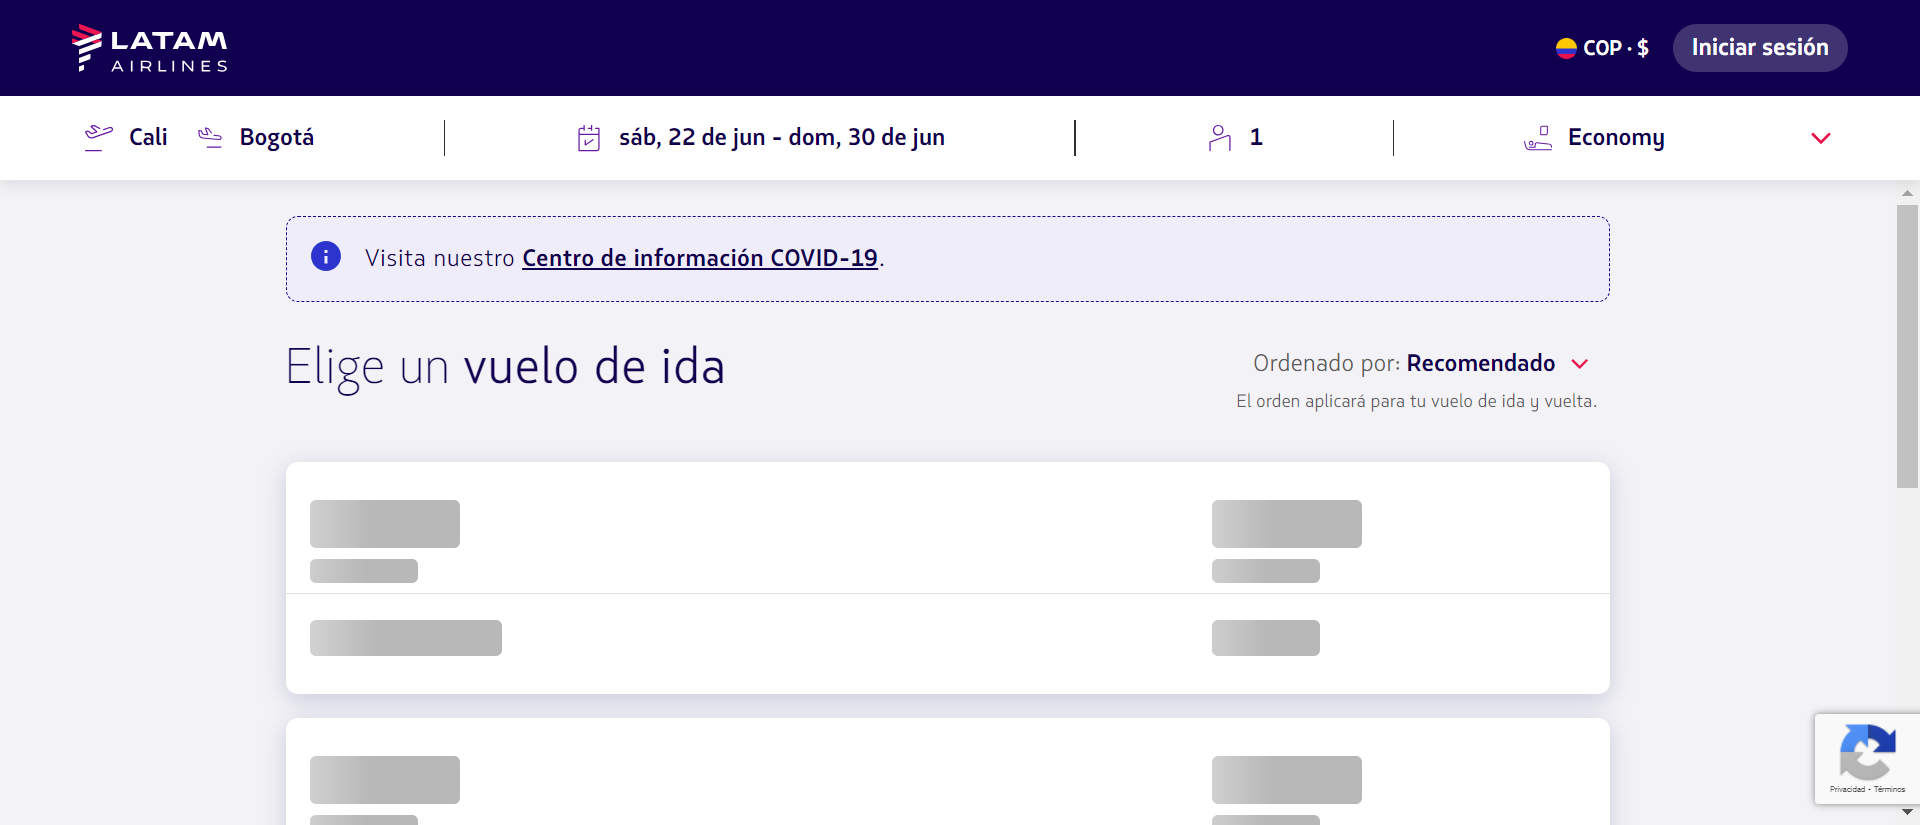 LATAM
AIRLINES
COP · $
Iniciar sesión
Cali
Bogotá
sáb, 22 de jun - dom, 30 de jun
1
Economy
Visita nuestro Centro de información COVID-19.
Elige un vuelo de ida
Ordenado por: Recomendado
El orden aplicará para tu vuelo de ida y vuelta.
Privacidad - Términos